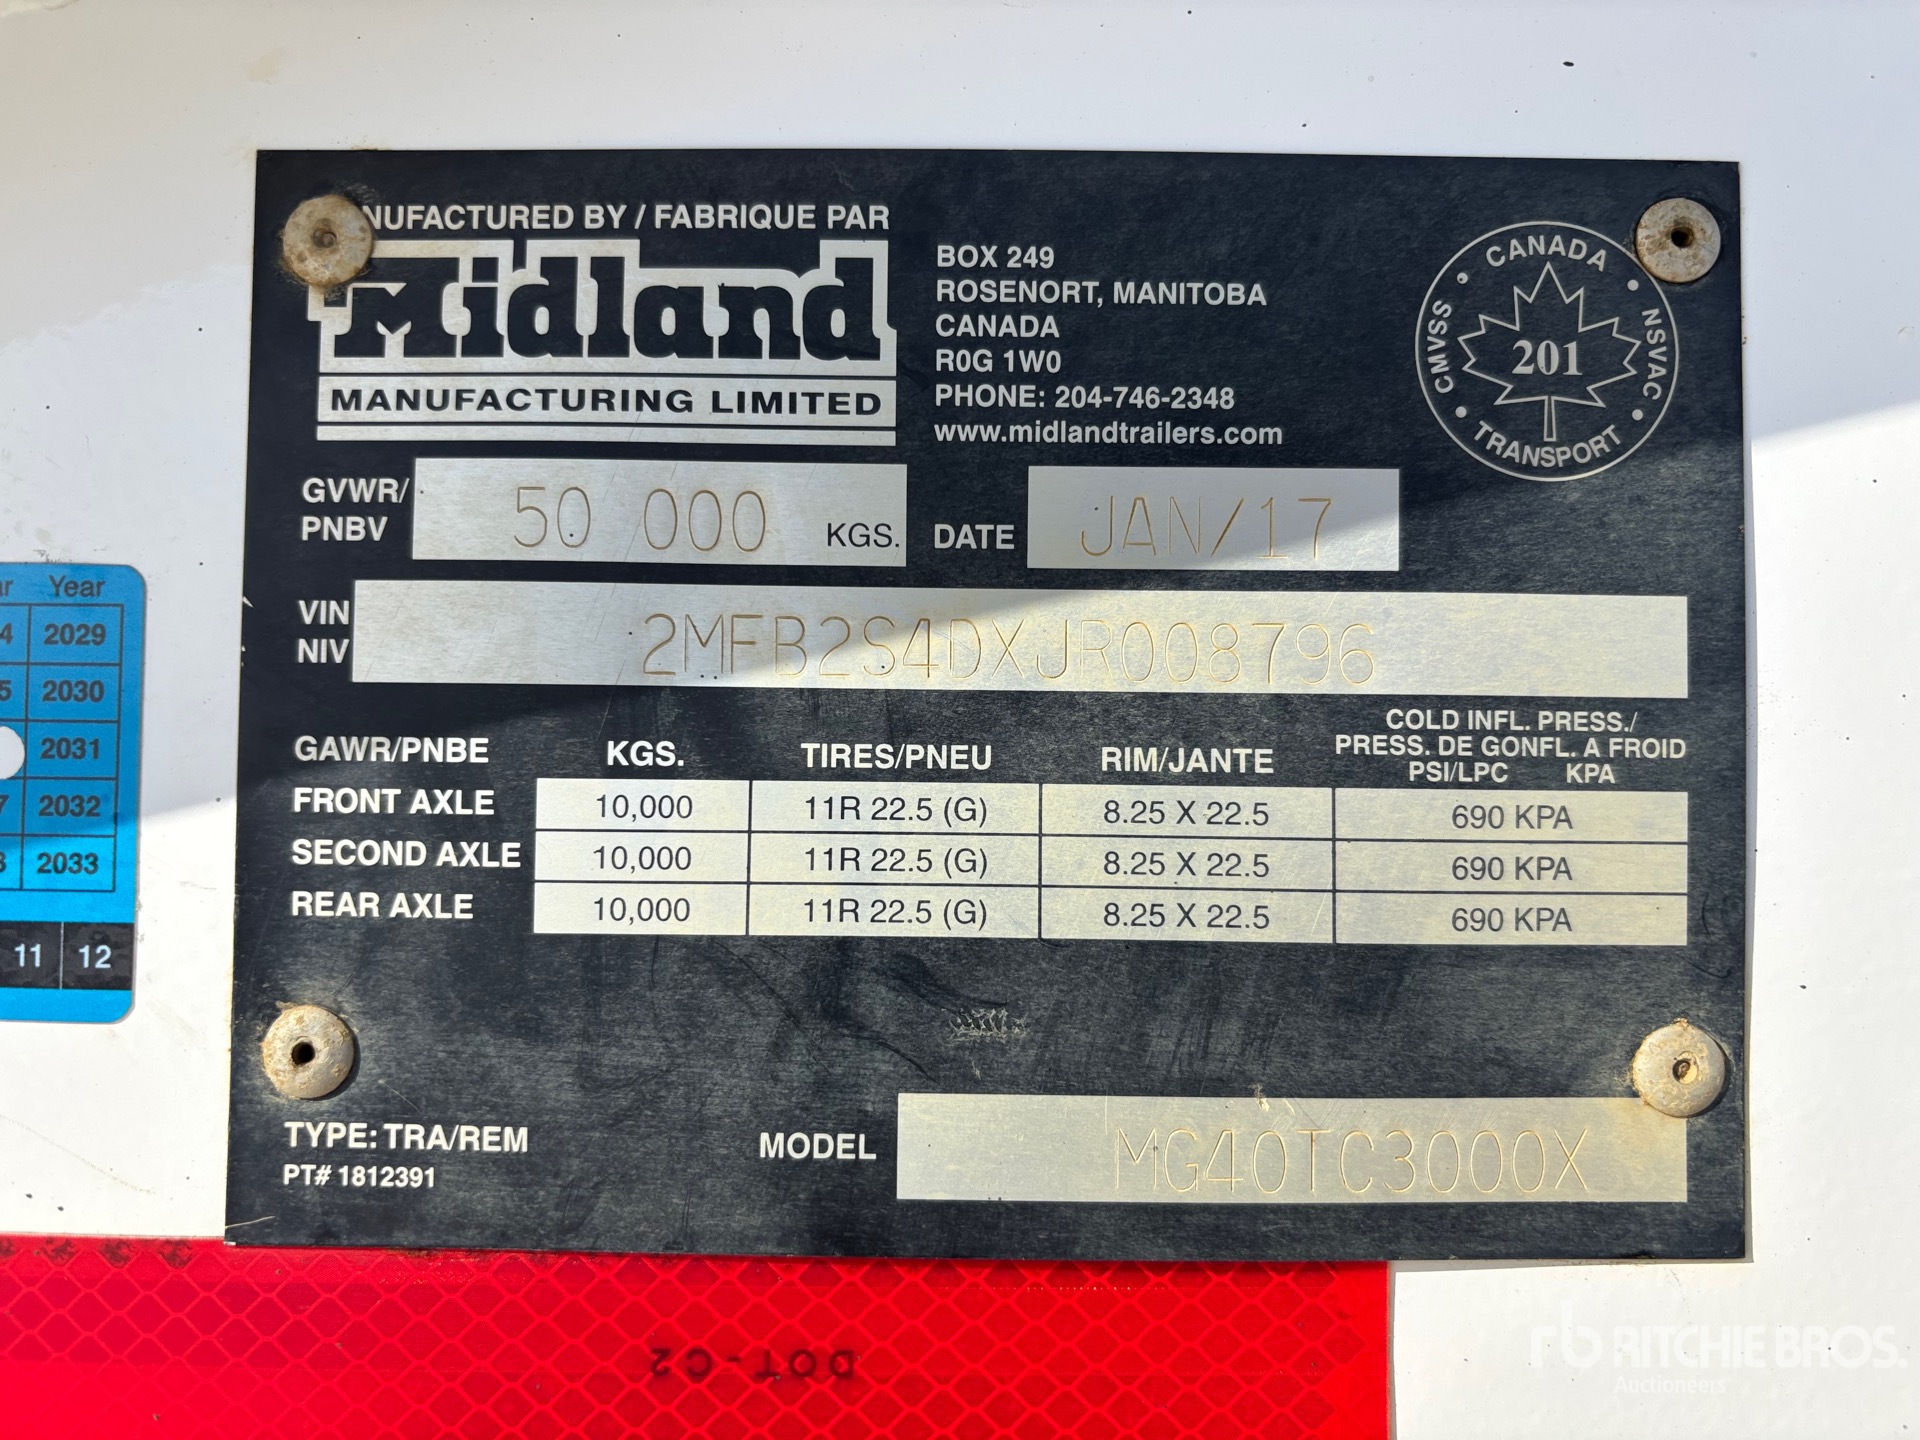 NUFACTURED BY / FABRIQUE PAR
Midland
MANUFACTURING LIMITED
BOX 249
ROSENORT, MANITOBA
CANADA
R0G 1W0
PHONE: 204-746-2348
www.midlandtrailers.com
CANADA
CMVSS
NSVAC
201
TRANSPORT
GVWR/
PNBV
50 000 KGS.
DATE JAN/17
VIN
NIV
2MFB2S4DXJR008796
GAWR/PNBE KGS. TIRES/PNEU RIM/JANTE
COLD INFL. PRESS./
PRESS. DE GONFL. A FROID
PSI/LPC KPA
FRONT AXLE 10,000 11R 22.5 (G) 8.25 X 22.5 690 KPA
SECOND AXLE 10,000 11R 22.5 (G) 8.25 X 22.5 690 KPA
REAR AXLE 10,000 11R 22.5 (G) 8.25 X 22.5 690 KPA
TYPE: TRA/REM
PT# 1812391
MODEL MG40TC3000X
Year
2029
2030
2031
2032
2033
11 12
DOT-C2
rb RITCHIE BROS.
Auctioneers